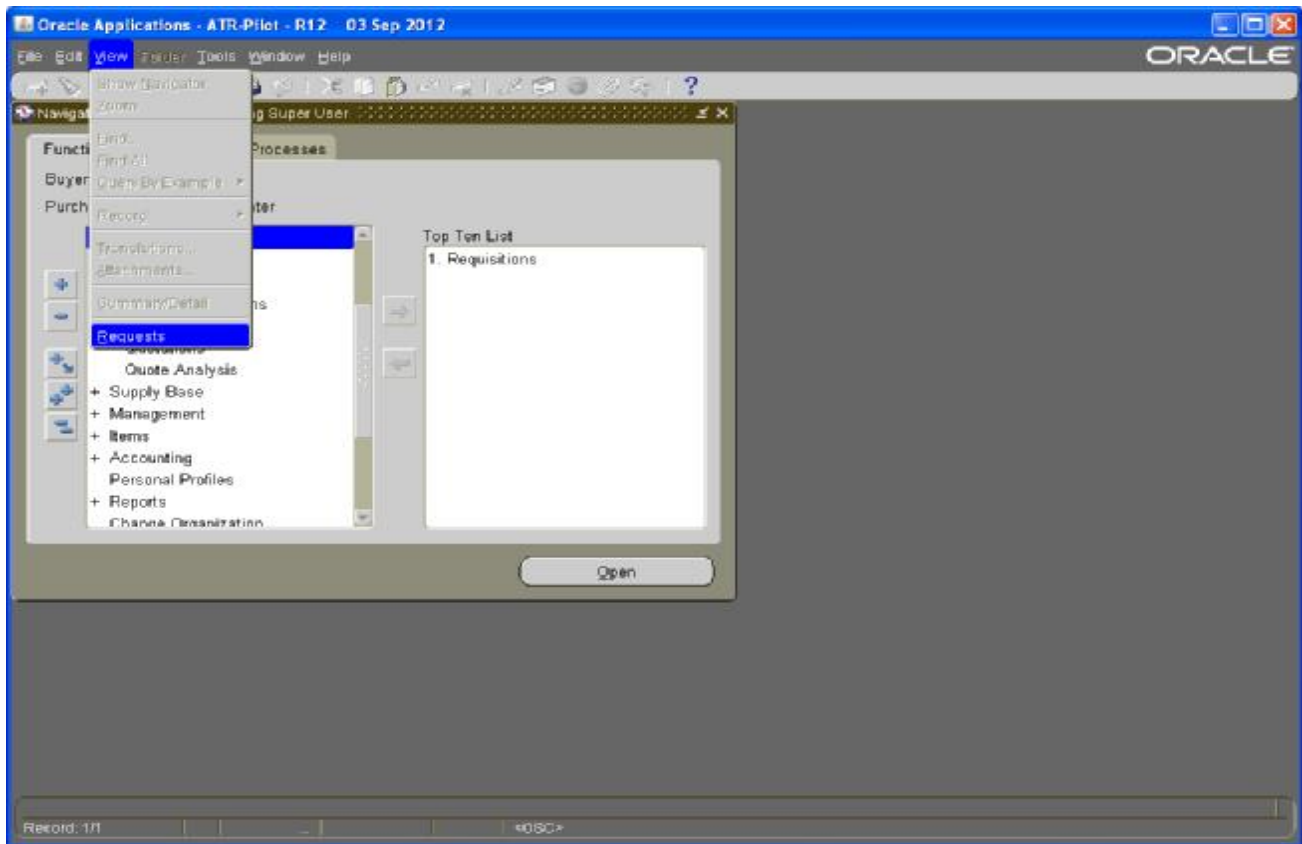 Oracle Applications - ATR-Pilot - R12 03 Sep 2012
File Edit View Folder Tools Window Help
ORACLE
Show Navigator
Zoom
Find...
Find All
Query By Example
Record
Translations...
Attachments...
Summary/Detail
Requests
Navigat
ng Super User
Functi
Processes
Buyer
Purch
ter
Top Ten List
1. Requisitions
ns
Quote Analysis
+ Supply Base
+ Management
+ Items
+ Accounting
Personal Profiles
+ Reports
Change Organization
Open
Record: 1/1
<OSC>